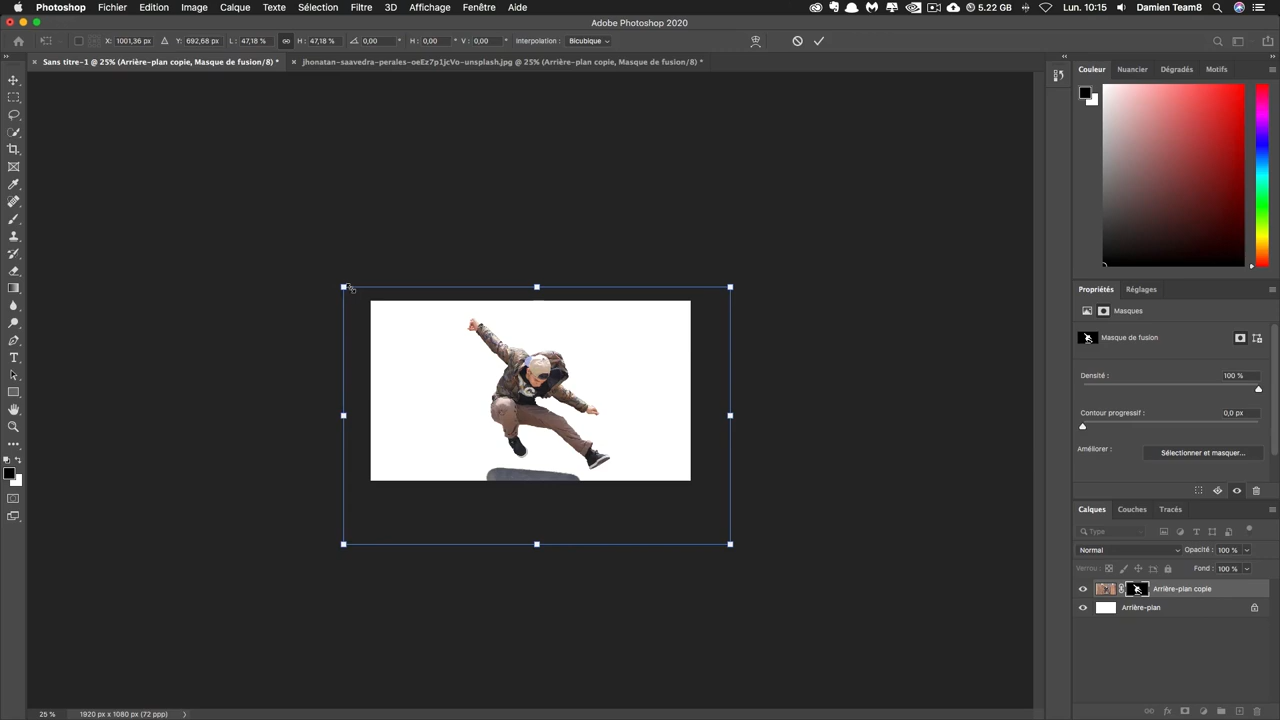 Photoshop Fichier Edition Image Calque Texte Sélection Filtre 3D Affichage Fenêtre Aide 5.22 GB Lun. 10:15 Damien Team8
Adobe Photoshop 2020
X: 1001,36 px Y: 692,68 px L: 47,18 % H: 47,18 % 0,00 ° H: 0,00 ° V: 0,00 ° Interpolation : Bicubique
Sans titre-1 @ 25% (Arrière-plan copie, Masque de fusion/8) * jhonatan-saavedra-perales-oeEz7p1jcVo-unsplash.jpg @ 25% (Arrière-plan copie, Masque de fusion/8) *
Couleur Nuancier Dégradés Motifs
Propriétés Réglages
Masques
Masque de fusion
Densité : 100 %
Contour progressif : 0,0 px
Améliorer : Sélectionner et masquer...
Calques Couches Tracés
Type
Normal Opacité : 100 %
Verrou : Fond : 100 %
Arrière-plan copie
Arrière-plan
25 % 1920 px x 1080 px (72 ppp)